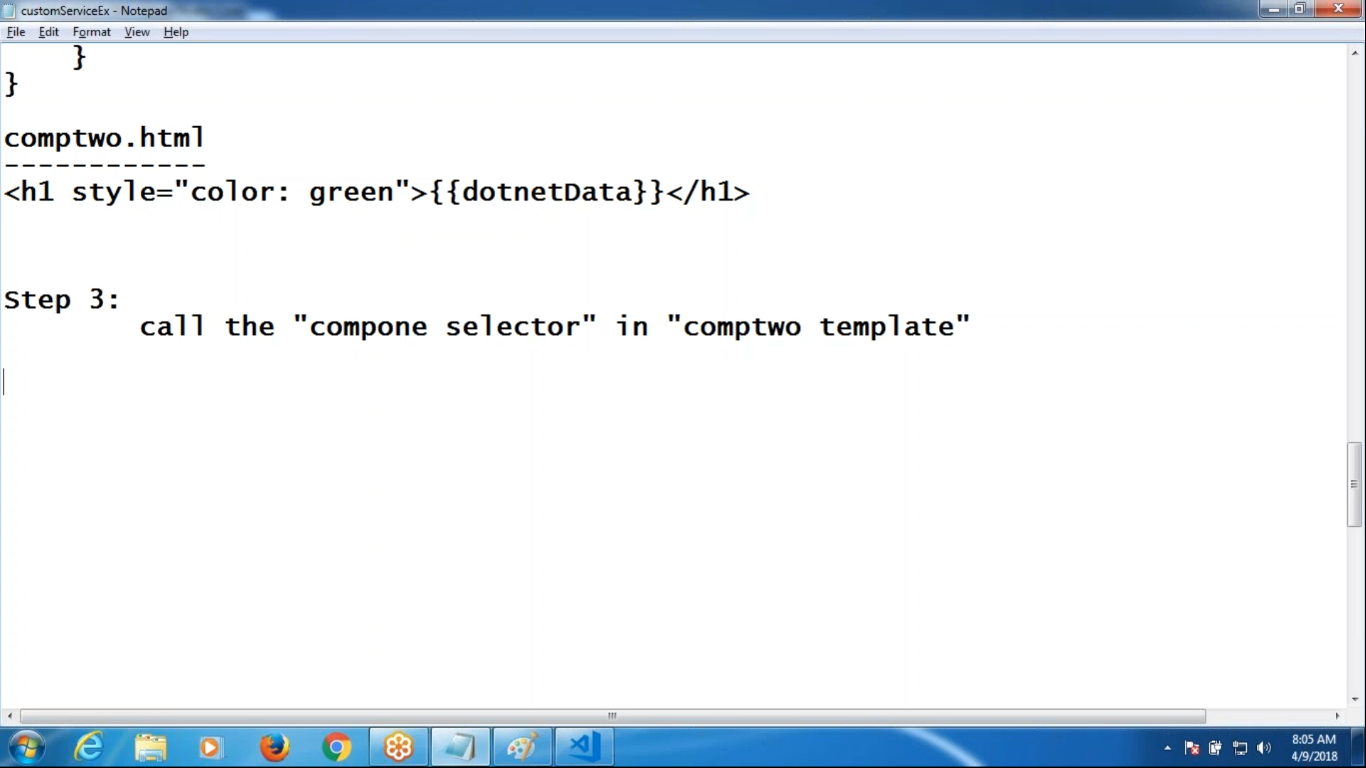 customServiceEx - Notepad
File Edit Format View Help
}
}
comptwo.html
------------
<h1 style="color: green">{{dotnetData}}</h1>
Step 3:
call the "compone selector" in "comptwo template"
8:05 AM
4/9/2018